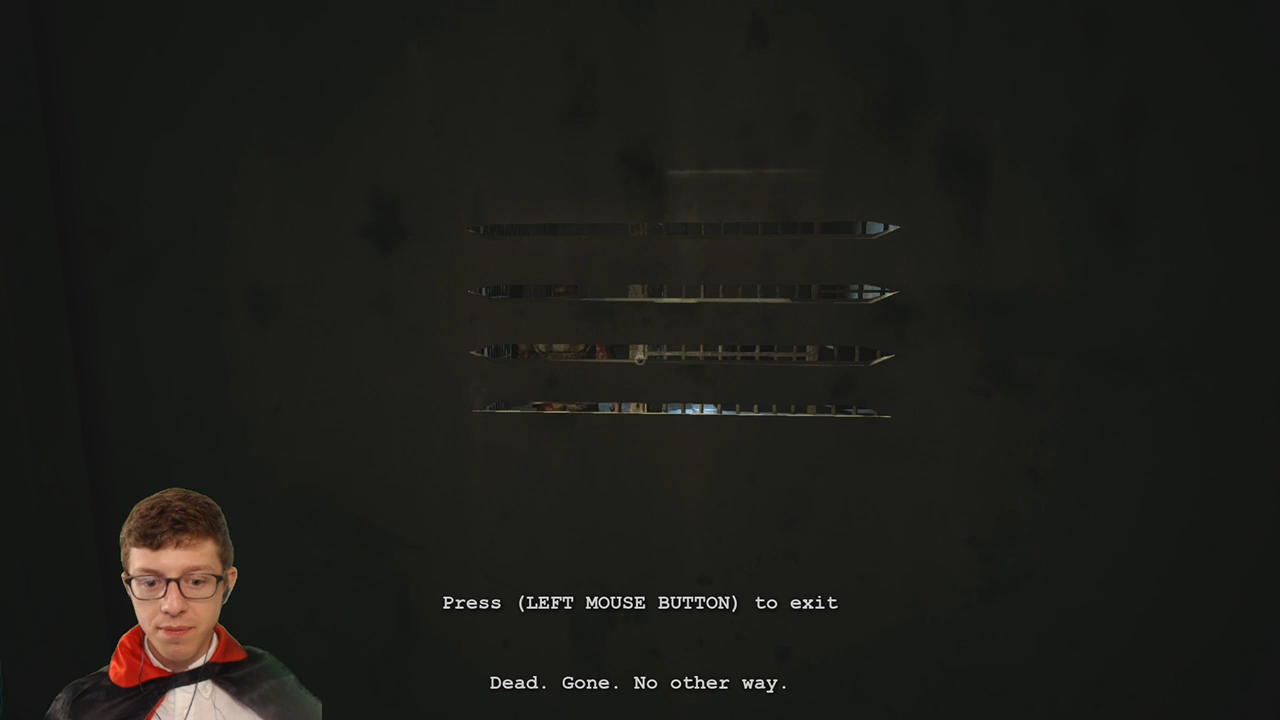 Press (LEFT MOUSE BUTTON) to exit
Dead. Gone. No other way.